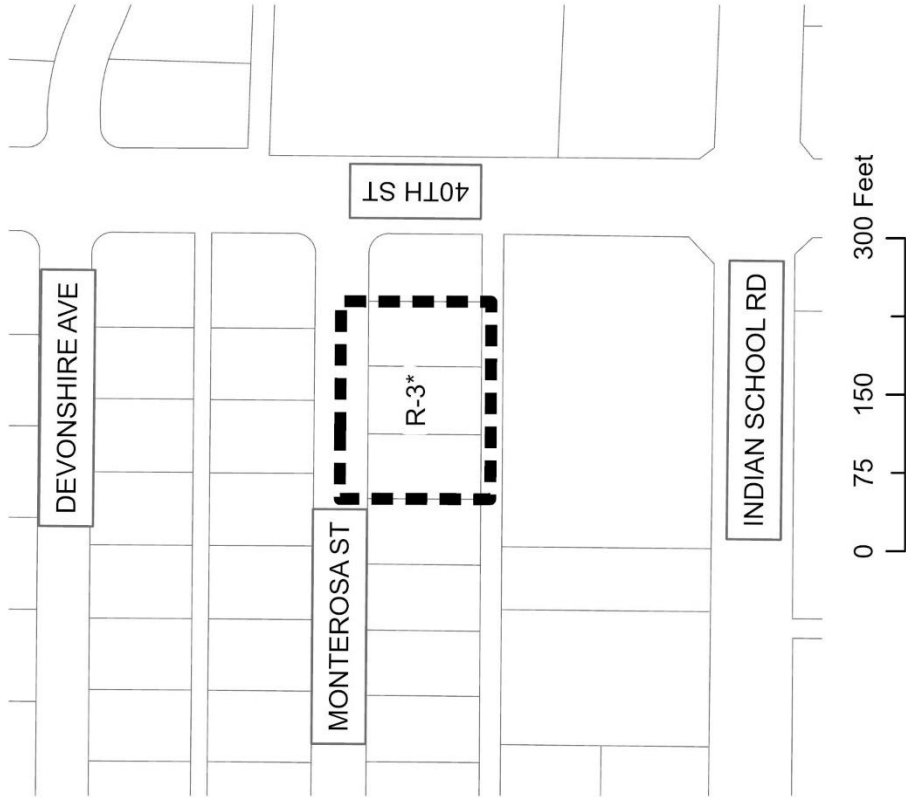 DEVONSHIRE AVE
40TH ST
R-3*
MONTEROSA ST
INDIAN SCHOOL RD
0 75 150 300 Feet